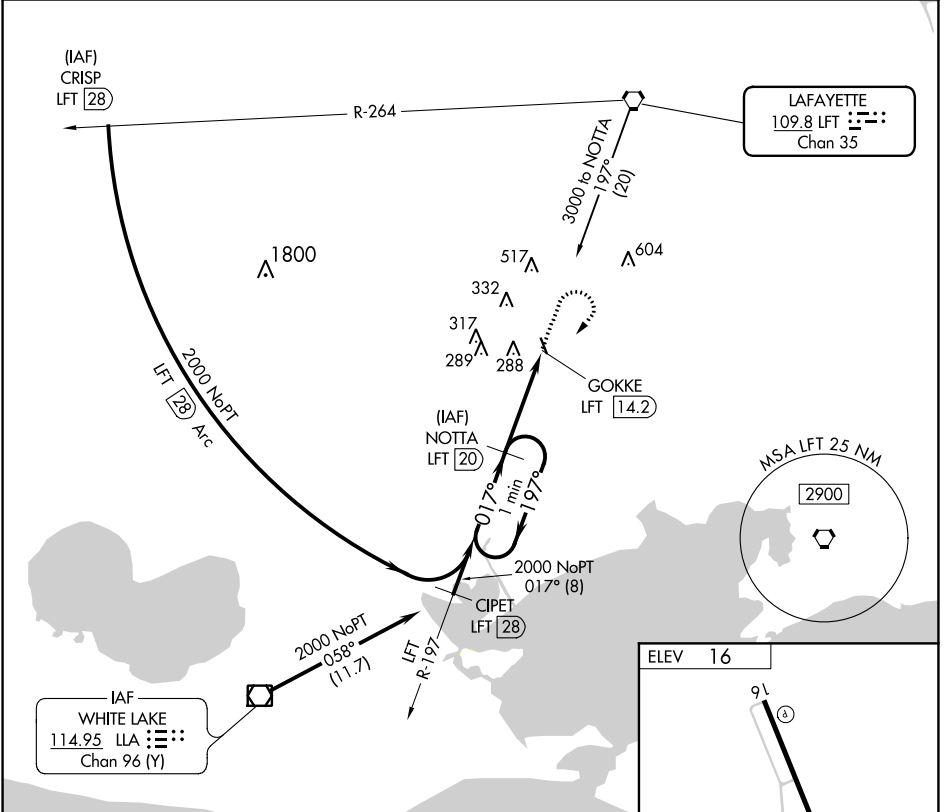 (IAF)
CRISP
LFT 28
R-264
LAFAYETTE
109.8 LFT
Chan 35
3000 to NOTTA
197°
(20)
1800
517
604
332
317
289
288
GOKKE
LFT 14.2
2000 NoPT
LFT 28 Arc
(IAF)
NOTTA
LFT 20
017°
1 min
197°
MSA LFT 25 NM
2900
2000 NoPT
017° (8)
CIPET
LFT 28
2000 NoPT
058°
(11.7)
LFT
R-197
IAF
WHITE LAKE
114.95 LLA
Chan 96 (Y)
ELEV 16
16
P